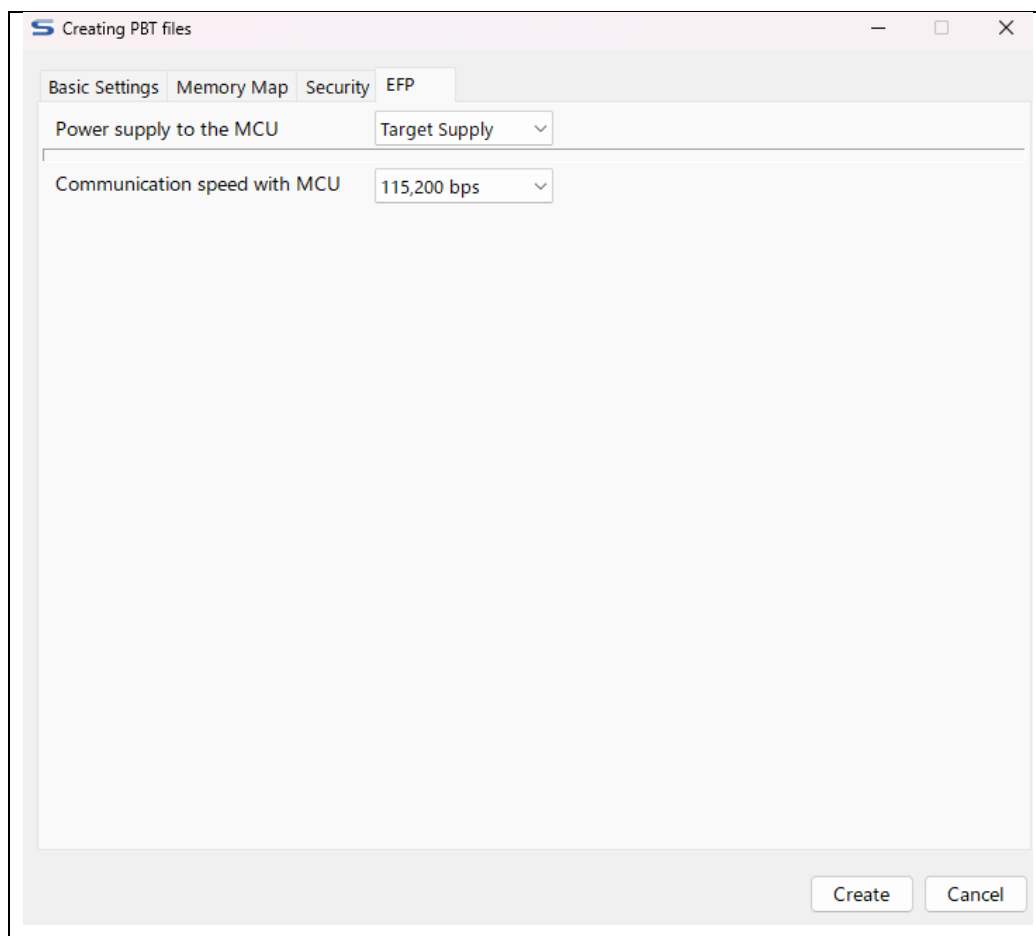 Creating PBT files
Basic Settings Memory Map Security EFP
Power supply to the MCU Target Supply
Communication speed with MCU 115,200 bps
Create Cancel